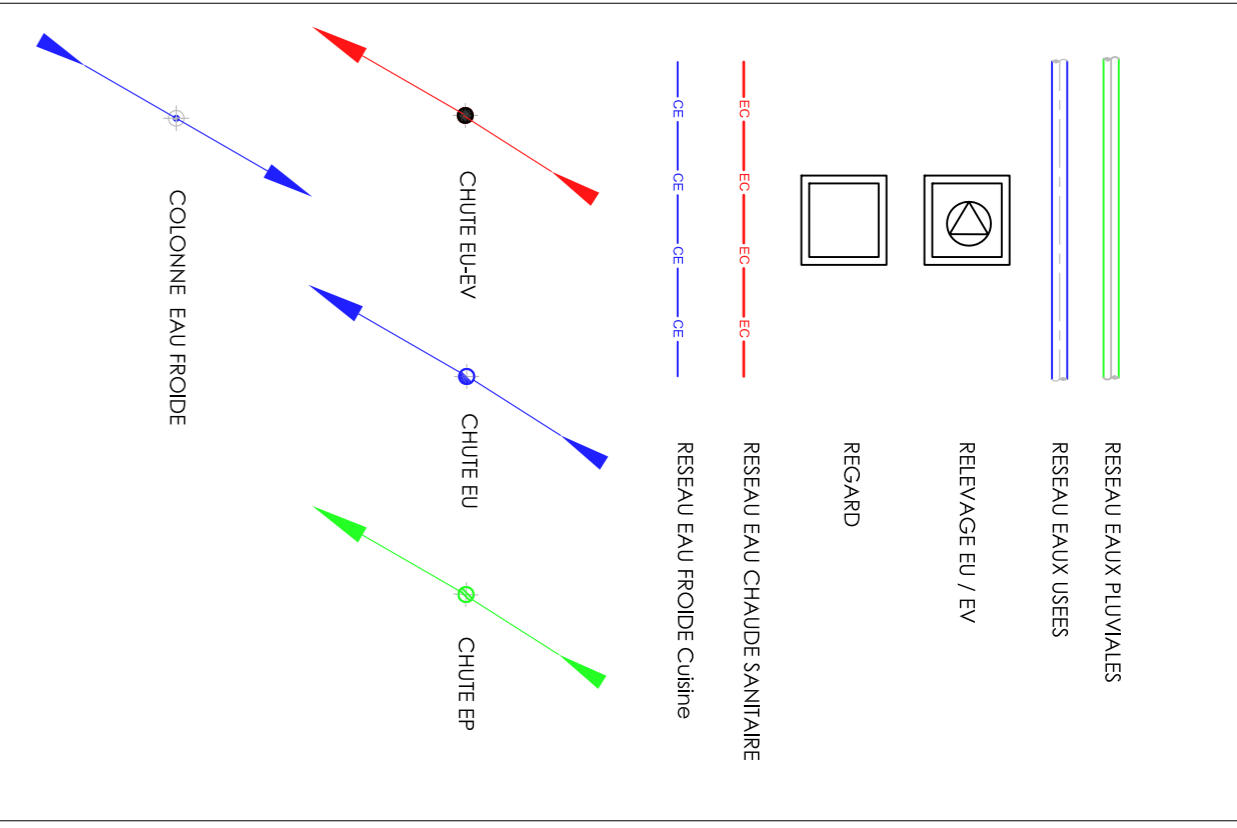 RESEAU EAUX PLUVIALES
RESEAU EAUX USEES
RELEVAGE EU / EV
REGARD
EC EC EC EC
RESEAU EAU CHAUDE SANITAIRE
CE CE CE CE
RESEAU EAU FROIDE Cuisine
CHUTE EU-EV
CHUTE EU
CHUTE EP
COLONNE EAU FROIDE